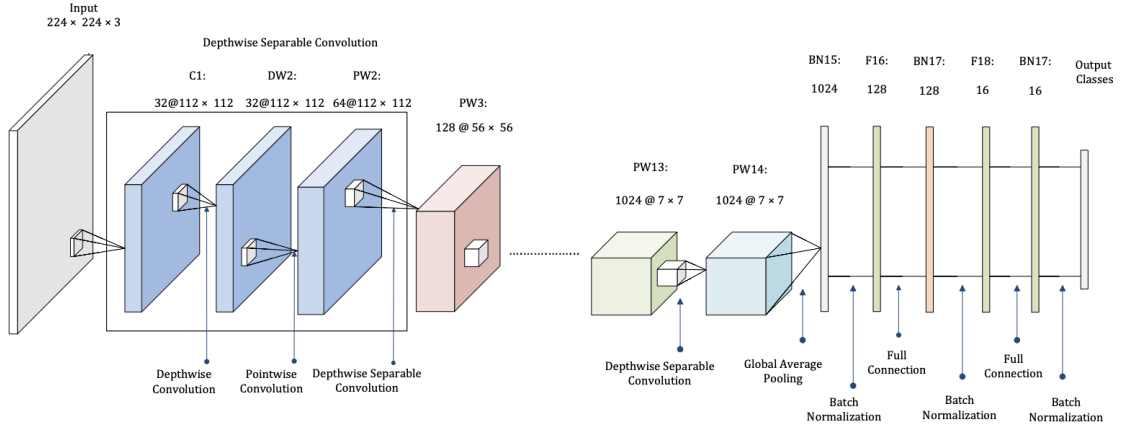 Input
224 × 224 × 3
Depthwise Separable Convolution
C1:
32@112 × 112
DW2:
32@112 × 112
PW2:
64@112 × 112
PW3:
128 @ 56 × 56
PW13:
1024 @ 7 × 7
PW14:
1024 @ 7 × 7
BN15:
1024
F16:
128
BN17:
128
F18:
16
BN17:
16
Output
Classes
Depthwise
Convolution
Pointwise
Convolution
Depthwise Separable
Convolution
Depthwise Separable
Convolution
Global Average
Pooling
Batch
Normalization
Full
Connection
Batch
Normalization
Full
Connection
Batch
Normalization